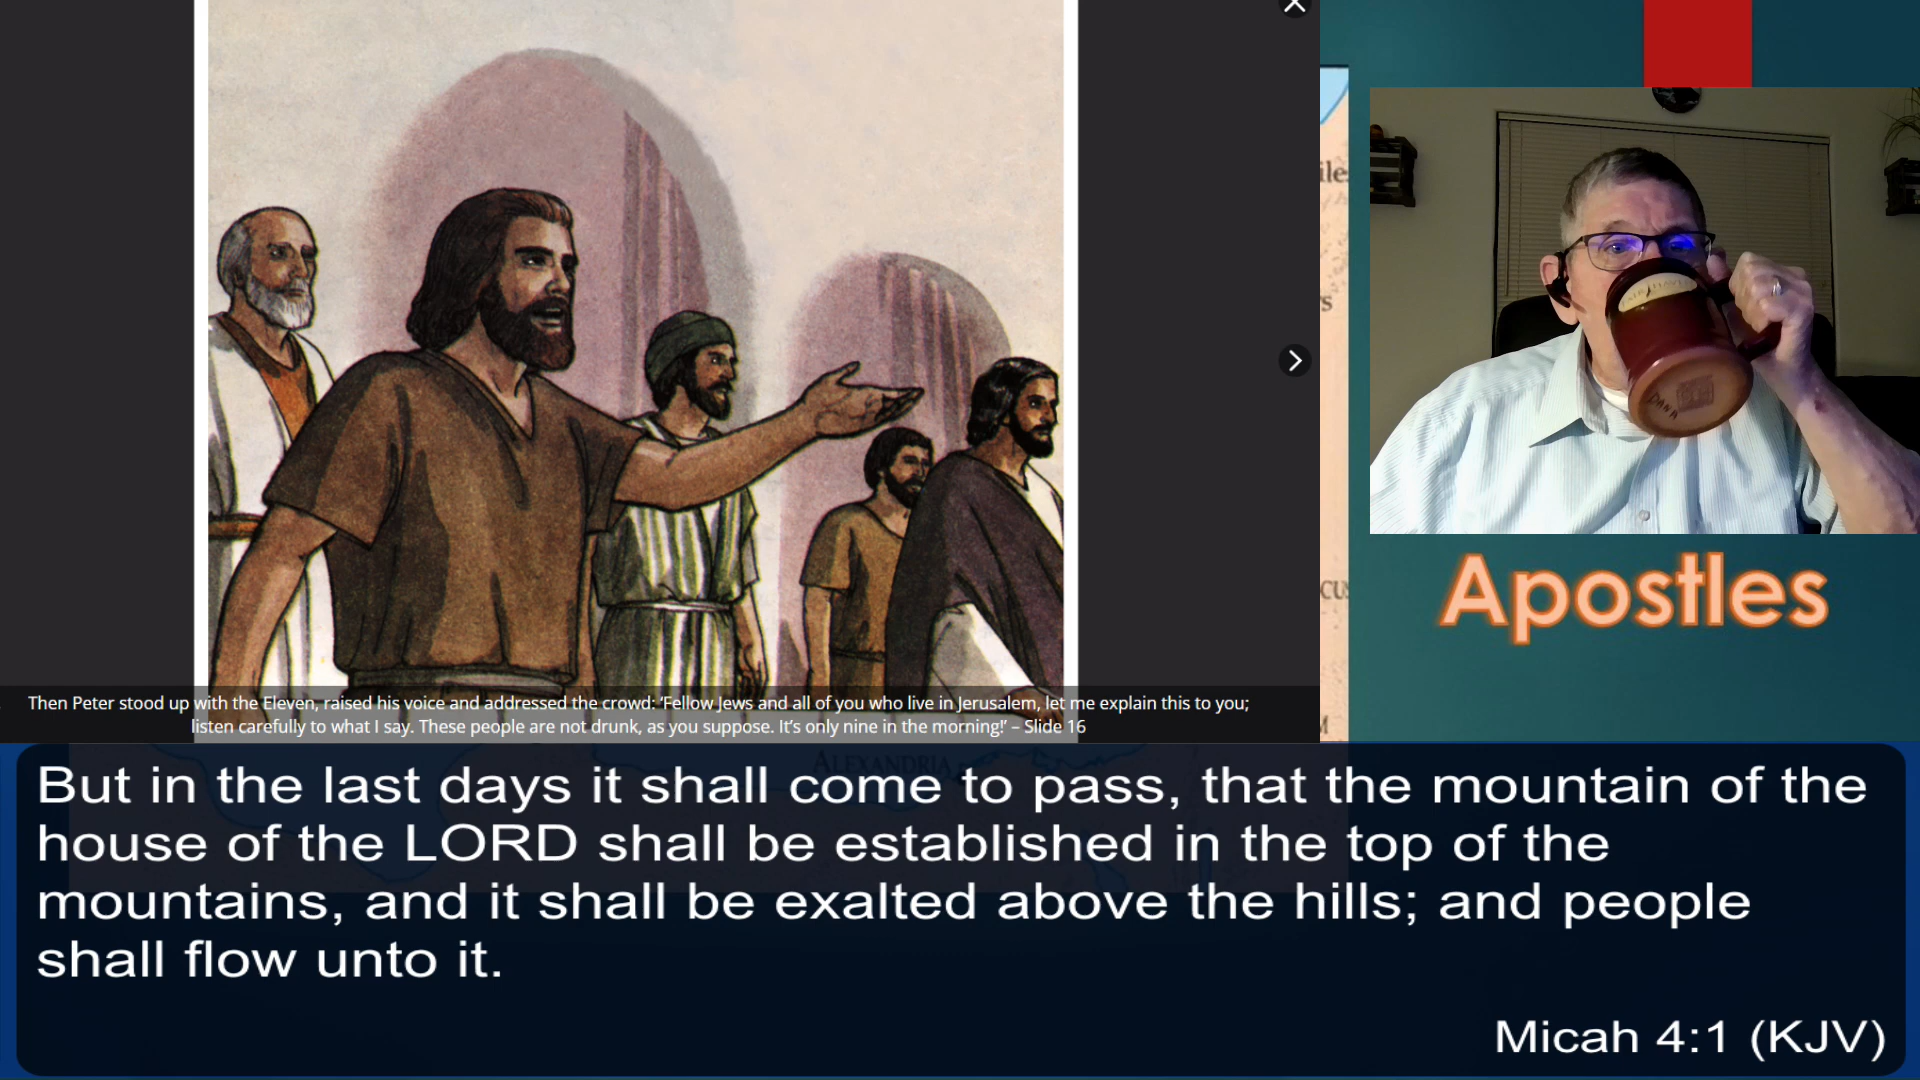 Then Peter stood up with the Eleven, raised his voice and addressed the crowd: ‘Fellow Jews and all of you who live in Jerusalem, let me explain this to you;
listen carefully to what I say. These people are not drunk, as you suppose. It’s only nine in the morning!’ – Slide 16
DANA
Apostles
ALEXANDRIA
But in the last days it shall come to pass, that the mountain of the
house of the LORD shall be established in the top of the
mountains, and it shall be exalted above the hills; and people
shall flow unto it.
Micah 4:1 (KJV)